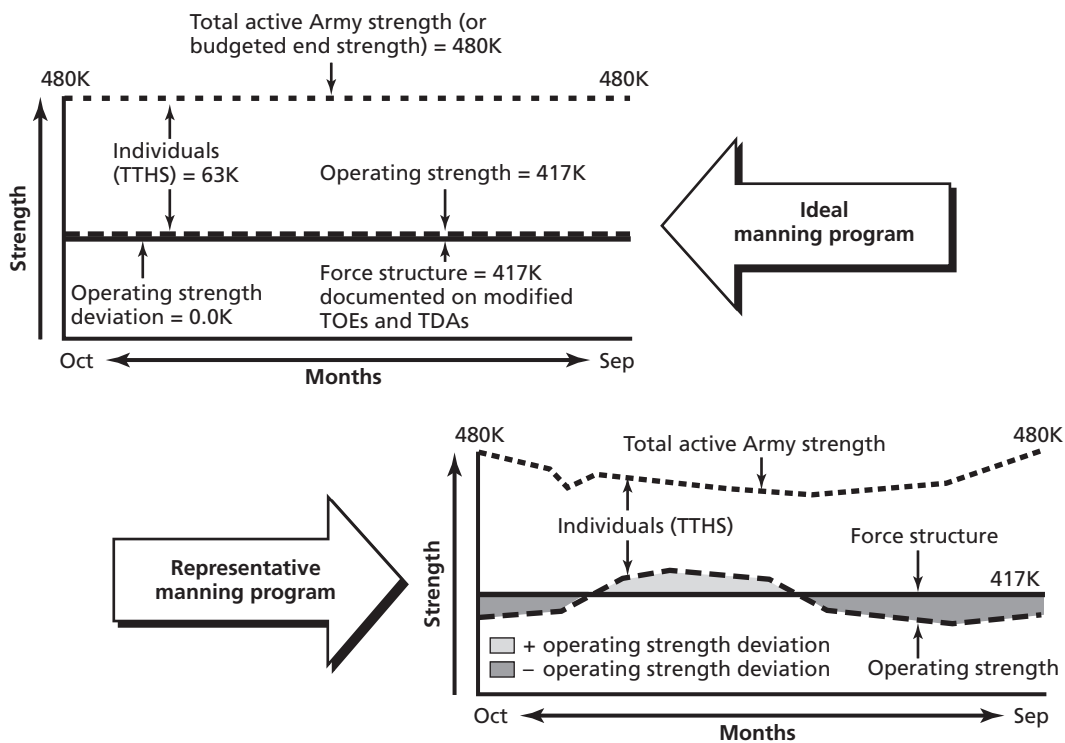 Total active Army strength (or
budgeted end strength) = 480K
480K
480K
Individuals
(TTHS) = 63K
Operating strength = 417K
Strength
Ideal
manning program
Operating strength
deviation = 0.0K
Force structure = 417K
documented on modified
TOEs and TDAs
Oct
Sep
Months
480K
Total active Army strength
480K
Individuals (TTHS)
Force structure
Representative
manning program
Strength
417K
+ operating strength deviation
– operating strength deviation
Operating strength
Oct
Sep
Months